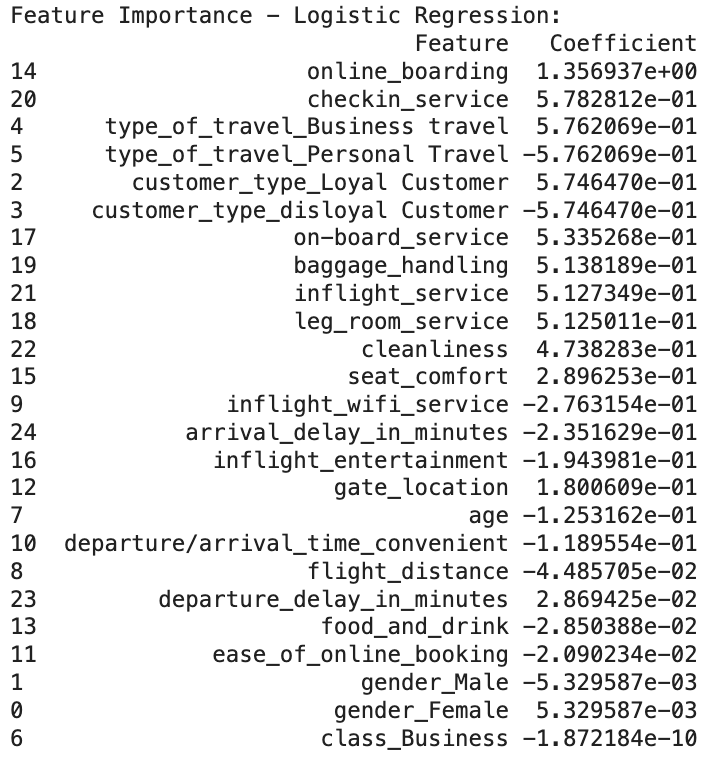 Feature Importance - Logistic Regression:
Feature Coefficient
14 online_boarding 1.356937e+00
20 checkin_service 5.782812e-01
4 type_of_travel_Business travel 5.762069e-01
5 type_of_travel_Personal Travel -5.762069e-01
2 customer_type_Loyal Customer 5.746470e-01
3 customer_type_disloyal Customer -5.746470e-01
17 on-board_service 5.335268e-01
19 baggage_handling 5.138189e-01
21 inflight_service 5.127349e-01
18 leg_room_service 5.125011e-01
22 cleanliness 4.738283e-01
15 seat_comfort 2.896253e-01
9 inflight_wifi_service -2.763154e-01
24 arrival_delay_in_minutes -2.351629e-01
16 inflight_entertainment -1.943981e-01
12 gate_location 1.800609e-01
7 age -1.253162e-01
10 departure/arrival_time_convenient -1.189554e-01
8 flight_distance -4.485705e-02
23 departure_delay_in_minutes 2.869425e-02
13 food_and_drink -2.850388e-02
11 ease_of_online_booking -2.090234e-02
1 gender_Male -5.329587e-03
0 gender_Female 5.329587e-03
6 class_Business -1.872184e-10